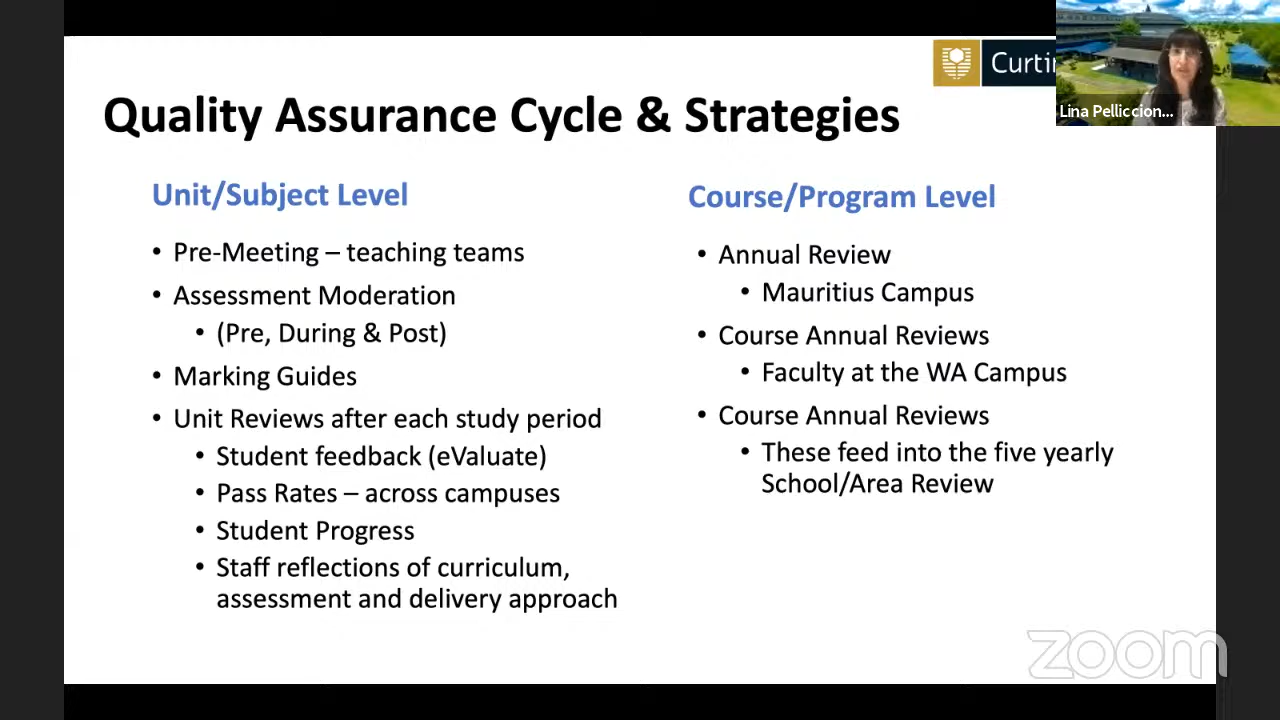 Curti
Lina Pelliccion...
Quality Assurance Cycle & Strategies
Unit/Subject Level
• Pre-Meeting – teaching teams
• Assessment Moderation
• (Pre, During & Post)
• Marking Guides
• Unit Reviews after each study period
• Student feedback (eValuate)
• Pass Rates – across campuses
• Student Progress
• Staff reflections of curriculum,
assessment and delivery approach
Course/Program Level
• Annual Review
• Mauritius Campus
• Course Annual Reviews
• Faculty at the WA Campus
• Course Annual Reviews
• These feed into the five yearly
School/Area Review
zoom